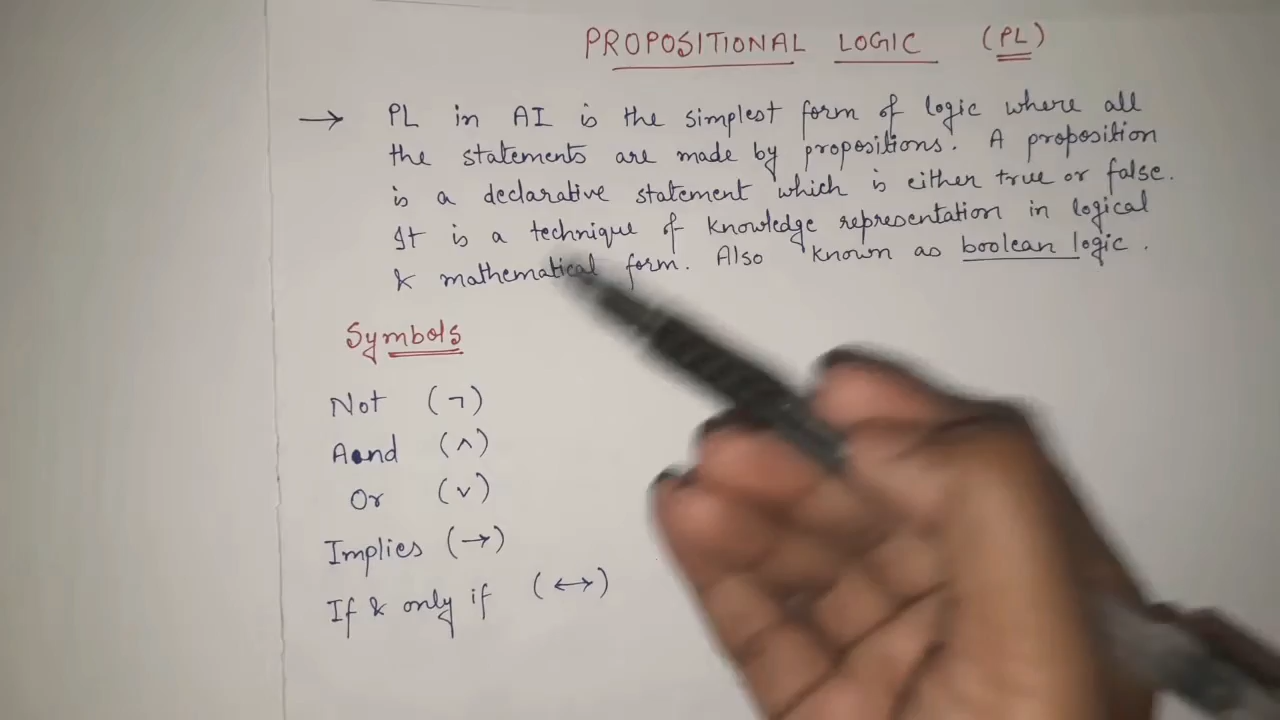 PROPOSITIONAL LOGIC (PL)
→ PL in AI is the simplest form of logic where all
the statements are made by propositions. A proposition
is a declarative statement which is either true or false.
It is a technique of knowledge representation in logical
& mathematical form. Also known as boolean logic.
Symbols
Not (¬)
And (∧)
Or (∨)
Implies (→)
If & only if (↔)